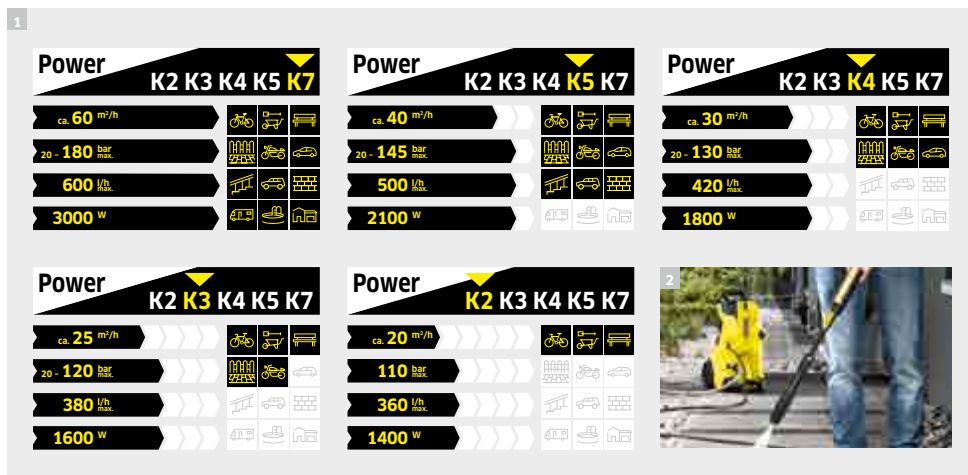 1
Power
K2 K3 K4 K5 K7
ca. 60 m²/h
20 – 180 bar max.
600 l/h max.
3000 W
Power
K2 K3 K4 K5 K7
ca. 40 m²/h
20 – 145 bar max.
500 l/h max.
2100 W
Power
K2 K3 K4 K5 K7
ca. 30 m²/h
20 – 130 bar max.
420 l/h max.
1800 W
Power
K2 K3 K4 K5 K7
ca. 25 m²/h
20 – 120 bar max.
380 l/h max.
1600 W
Power
K2 K3 K4 K5 K7
ca. 20 m²/h
110 bar max.
360 l/h max.
1400 W
2